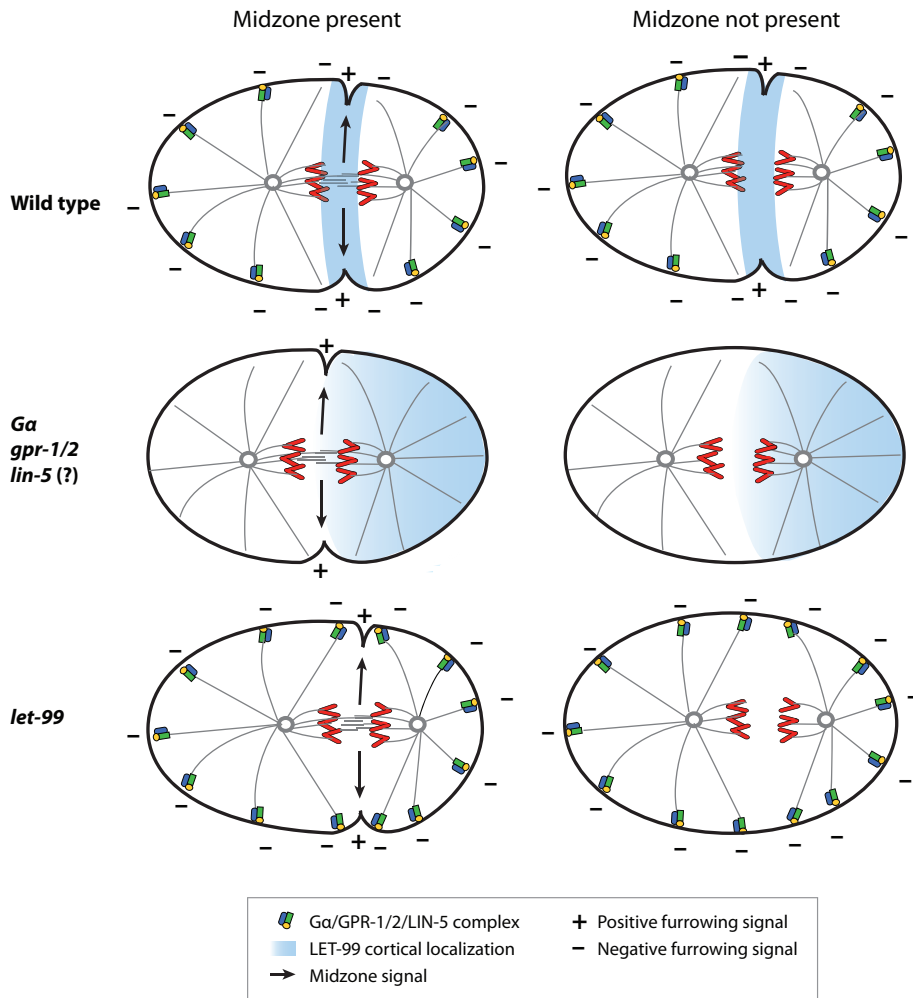 Midzone present
Midzone not present
Wild type
Gα
gpr-1/2
lin-5 (?)
let-99
Gα/GPR-1/2/LIN-5 complex
LET-99 cortical localization
Midzone signal
+ Positive furrowing signal
− Negative furrowing signal